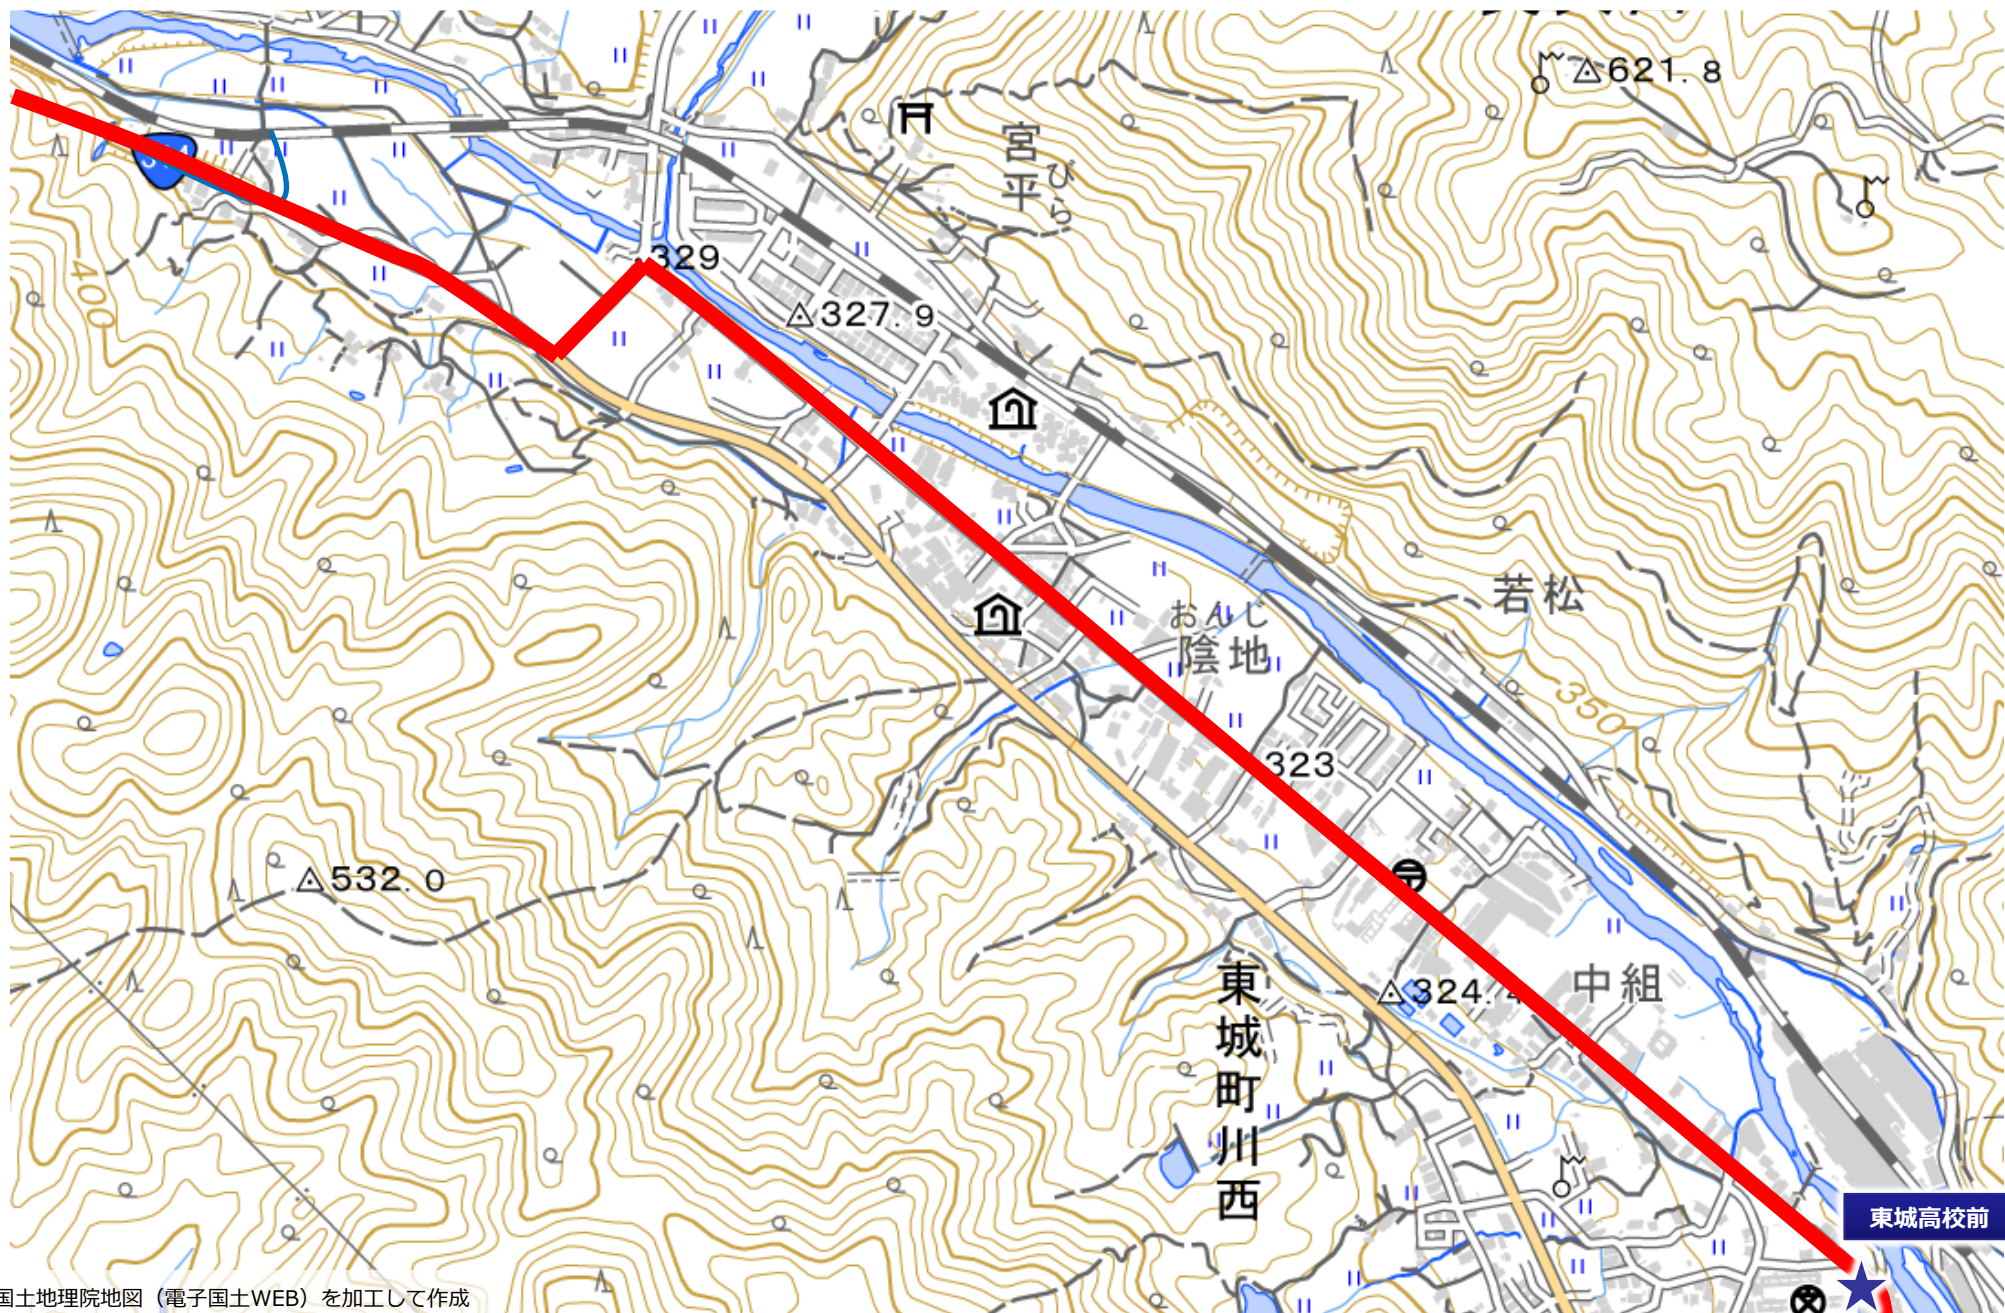 621.8
宮平
びら
400
329
327.9
若松
おんじ
陰地
350
323
532.0
東城町川西
324.4
中組
東城高校前
国土地理院地図（電子国土WEB）を加工して作成